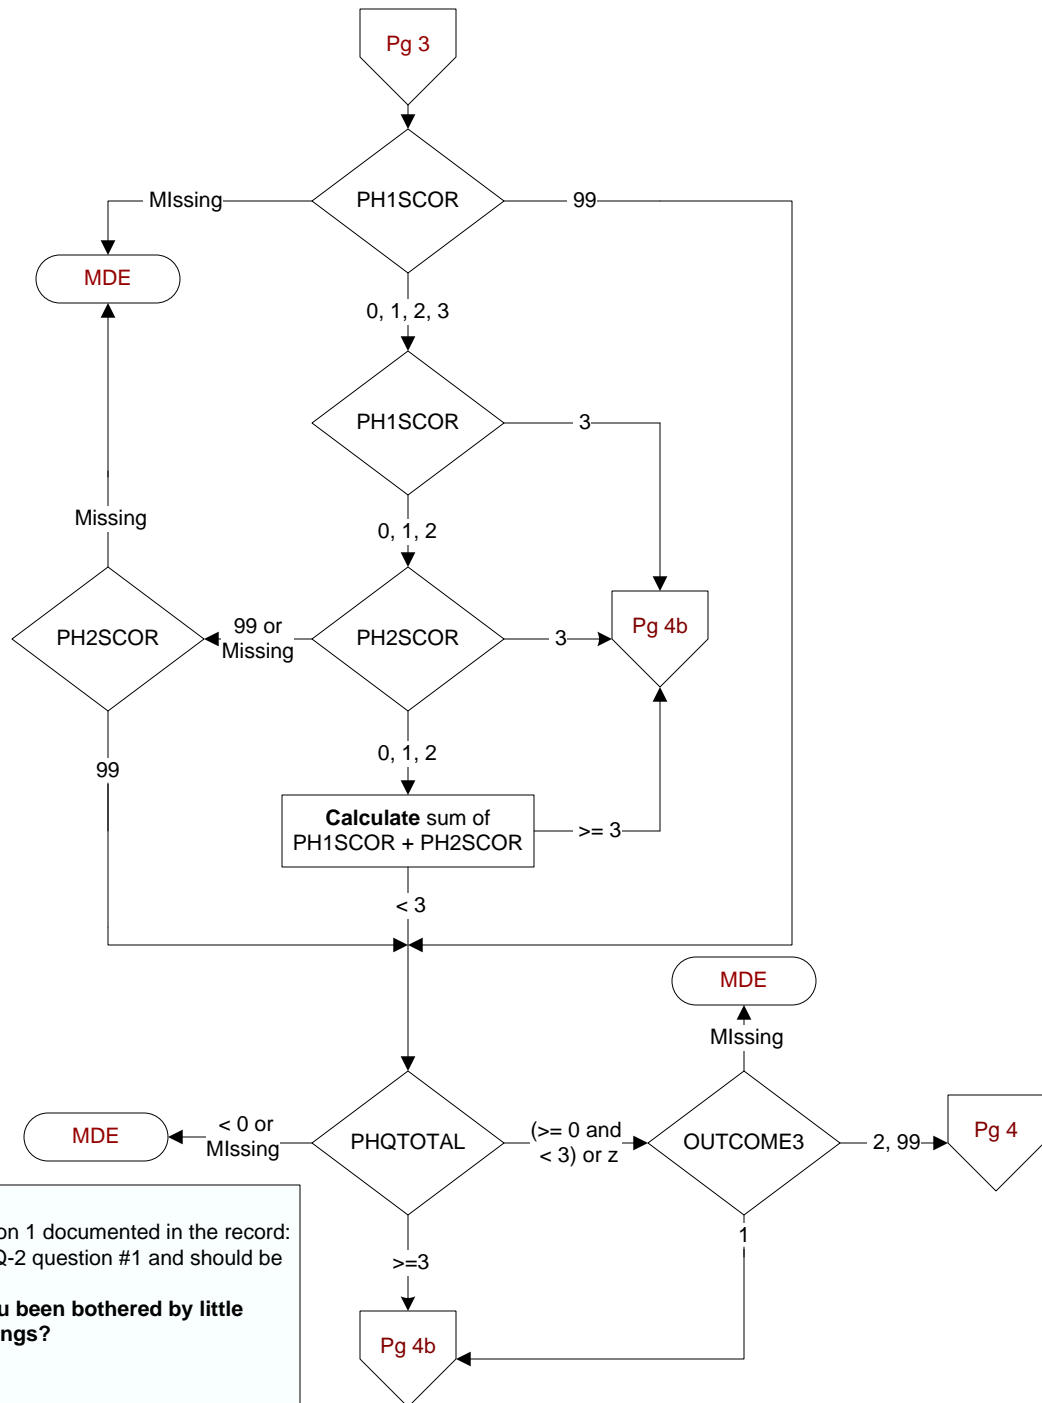 Pg 3
PH1SCOR
MIssing
99
MDE
0, 1, 2, 3
PH1SCOR
3
0, 1, 2
Missing
PH2SCOR
99 or
Missing
PH2SCOR
3
Pg 4b
0, 1, 2
99
Calculate sum of
PH1SCOR + PH2SCOR
>= 3
< 3
MDE
MIssing
MDE
< 0 or
MIssing
PHQTOTAL
(>= 0 and
< 3) or z
OUTCOME3
2, 99
Pg 4
1
>=3
Pg 4b
on 1 documented in the record:
Q-2 question #1 and should be
u been bothered by little
ngs?